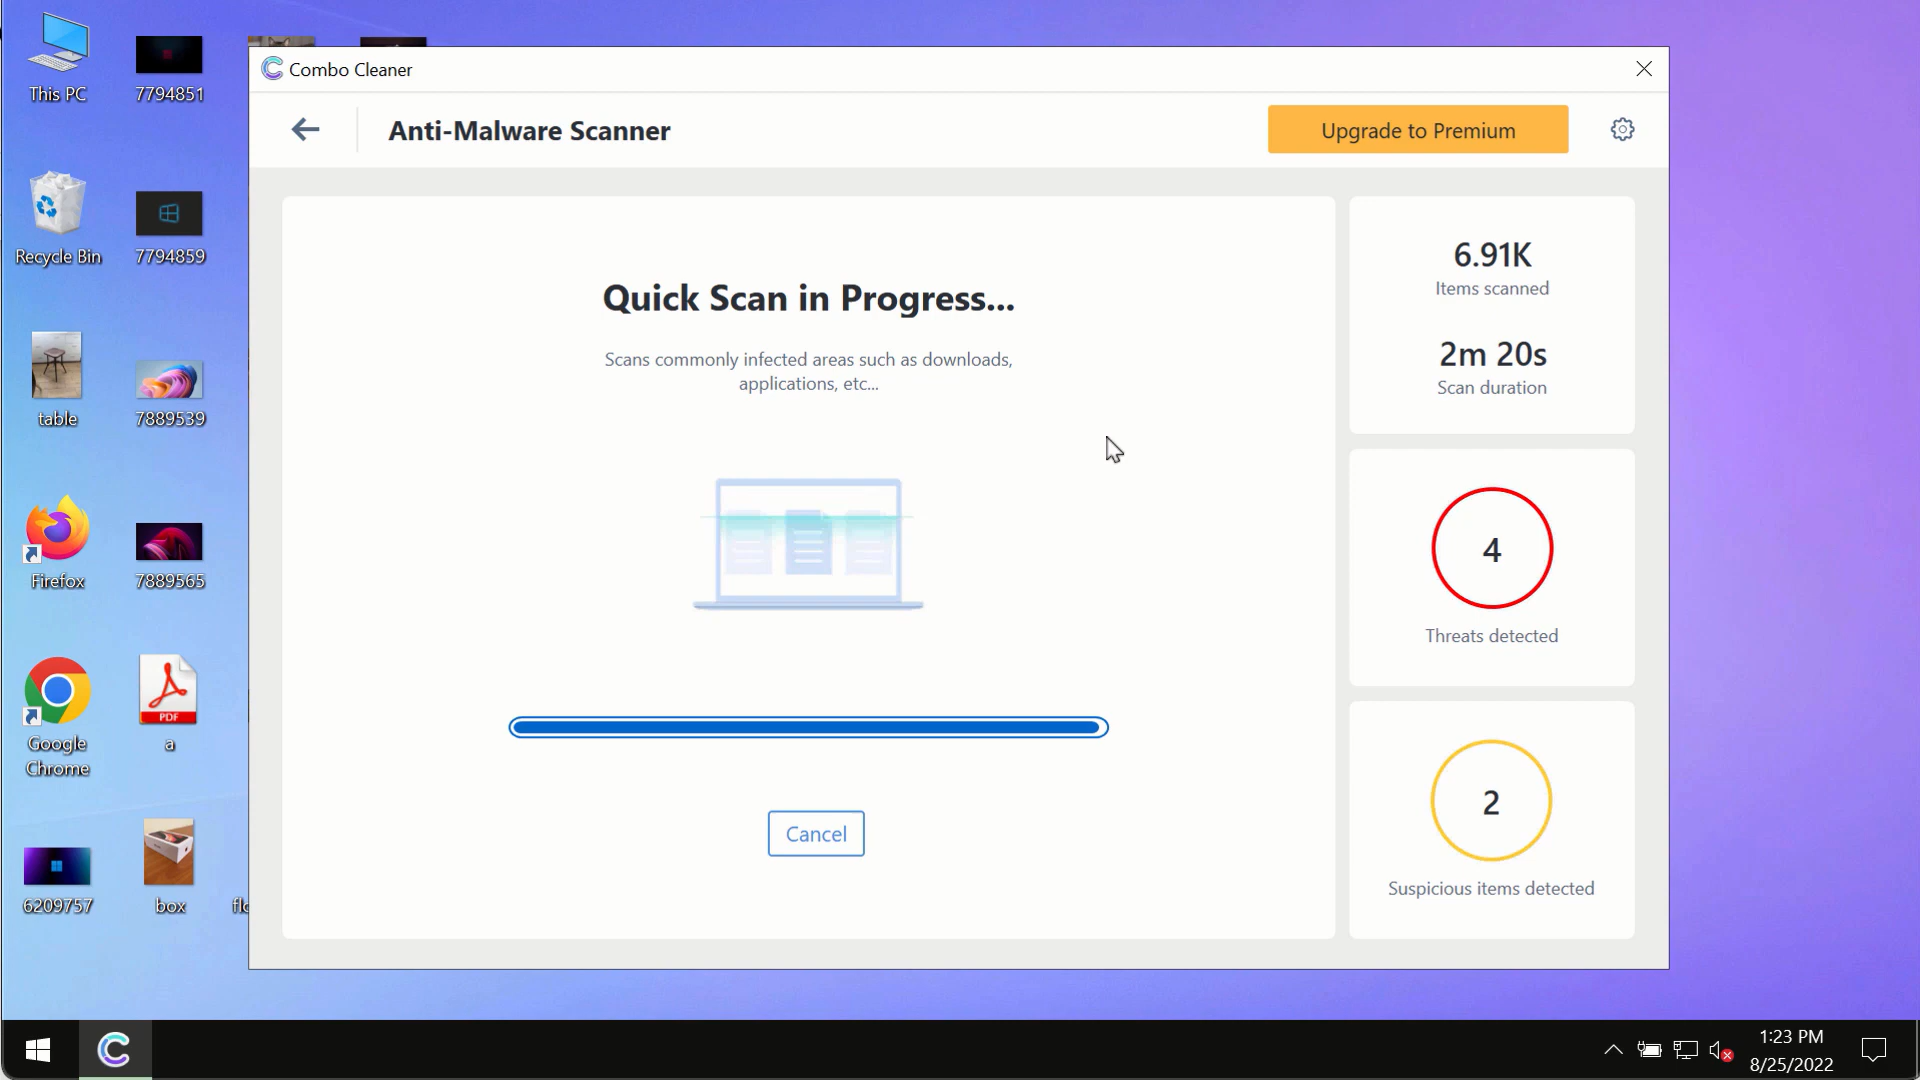 This PC
7794851
Recycle Bin
7794859
table
7889539
Firefox
7889565
Google
Chrome
PDF
a
6209757
box
Combo Cleaner
Anti-Malware Scanner
Upgrade to Premium
Quick Scan in Progress...
Scans commonly infected areas such as downloads,
applications, etc...
Cancel
6.91K
Items scanned
2m 20s
Scan duration
4
Threats detected
2
Suspicious items detected
1:23 PM
8/25/2022